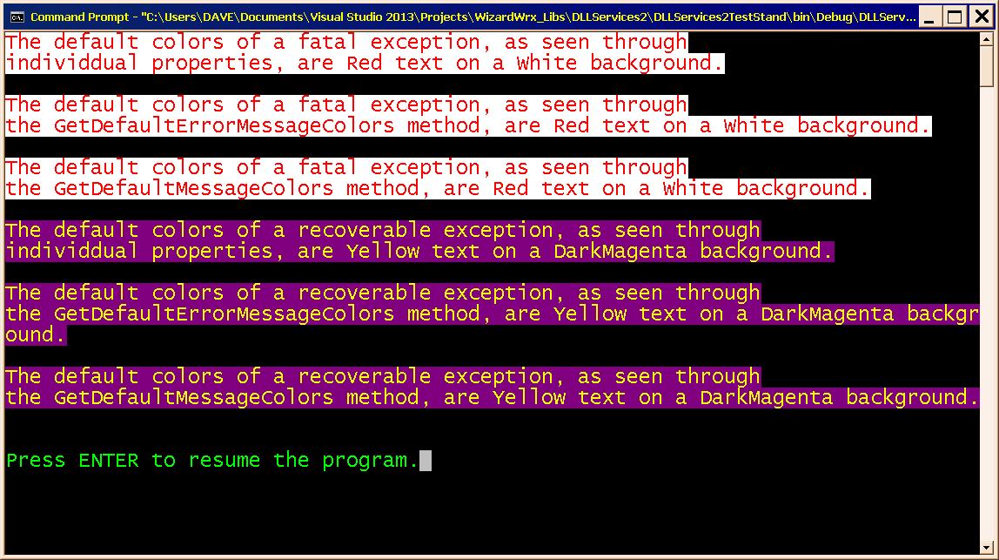 Command Prompt - "C:\Users\DAVE\Documents\Visual Studio 2013\Projects\WizardWrx_Libs\DLLServices2\DLLServices2TestStand\bin\Debug\DLLServ...
The default colors of a fatal exception, as seen through
individdual properties, are Red text on a White background.
The default colors of a fatal exception, as seen through
the GetDefaultErrorMessageColors method, are Red text on a White background.
The default colors of a fatal exception, as seen through
the GetDefaultMessageColors method, are Red text on a White background.
The default colors of a recoverable exception, as seen through
individdual properties, are Yellow text on a DarkMagenta background.
The default colors of a recoverable exception, as seen through
the GetDefaultErrorMessageColors method, are Yellow text on a DarkMagenta backgr
ound.
The default colors of a recoverable exception, as seen through
the GetDefaultMessageColors method, are Yellow text on a DarkMagenta background.
Press ENTER to resume the program.